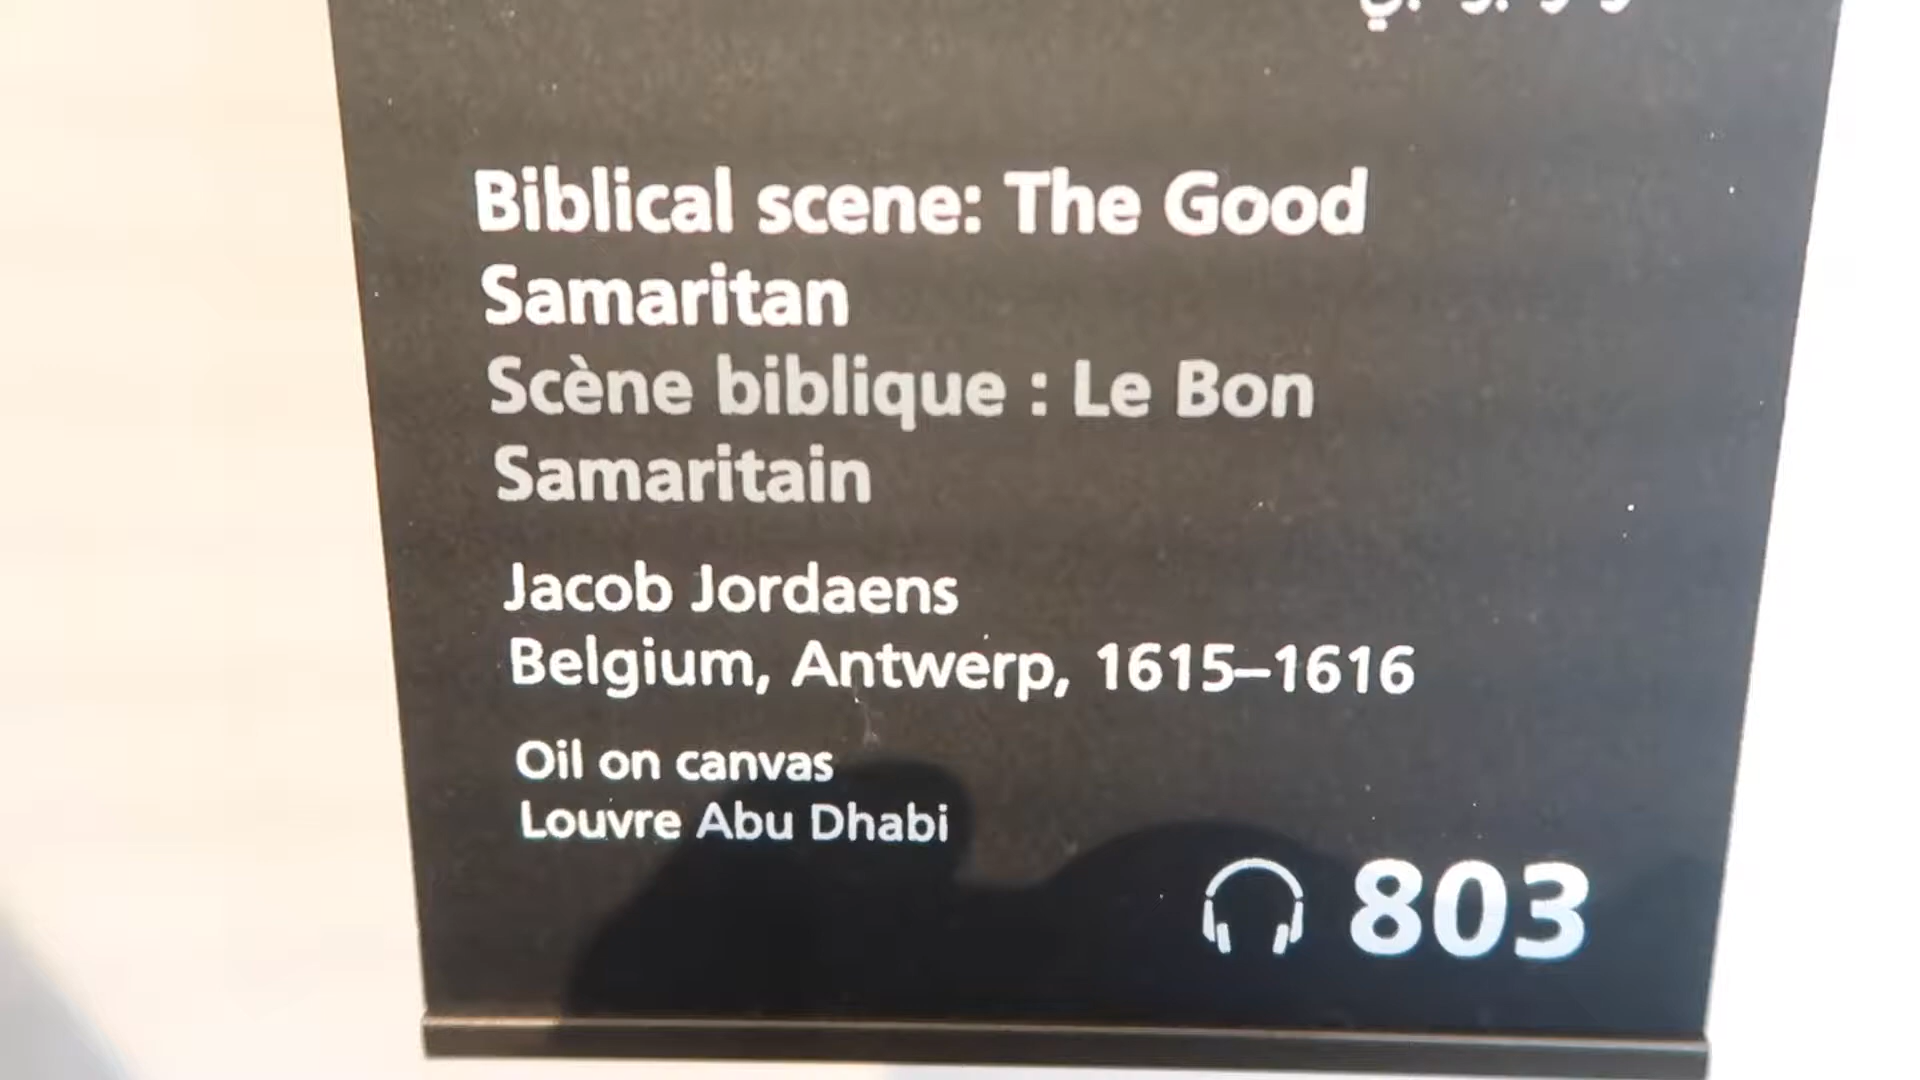 Biblical scene: The Good
Samaritan
Scène biblique : Le Bon
Samaritain
Jacob Jordaens
Belgium, Antwerp, 1615–1616
Oil on canvas
Louvre Abu Dhabi
803